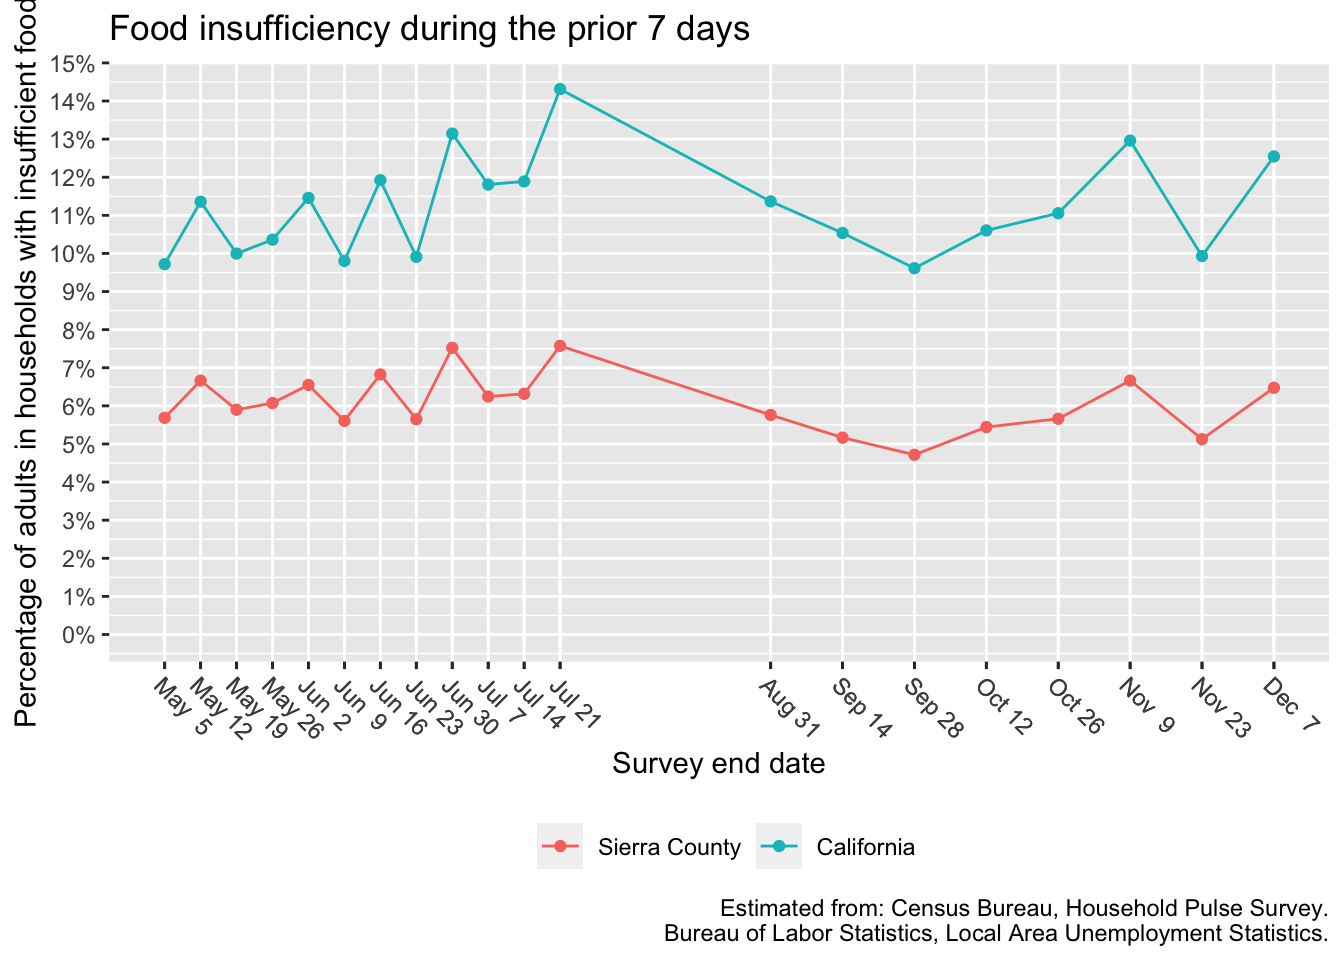 Food insufficiency during the prior 7 days
Percentage of adults in households with insufficient food
15%
14%
13%
12%
11%
10%
9%
8%
7%
6%
5%
4%
3%
2%
1%
0%
May 5
May 12
May 19
May 26
Jun 2
Jun 9
Jun 16
Jun 23
Jun 30
Jul 7
Jul 14
Jul 21
Aug 31
Sep 14
Sep 28
Oct 12
Oct 26
Nov 9
Nov 23
Dec 7
Survey end date
Sierra County
California
Estimated from: Census Bureau, Household Pulse Survey.
Bureau of Labor Statistics, Local Area Unemployment Statistics.